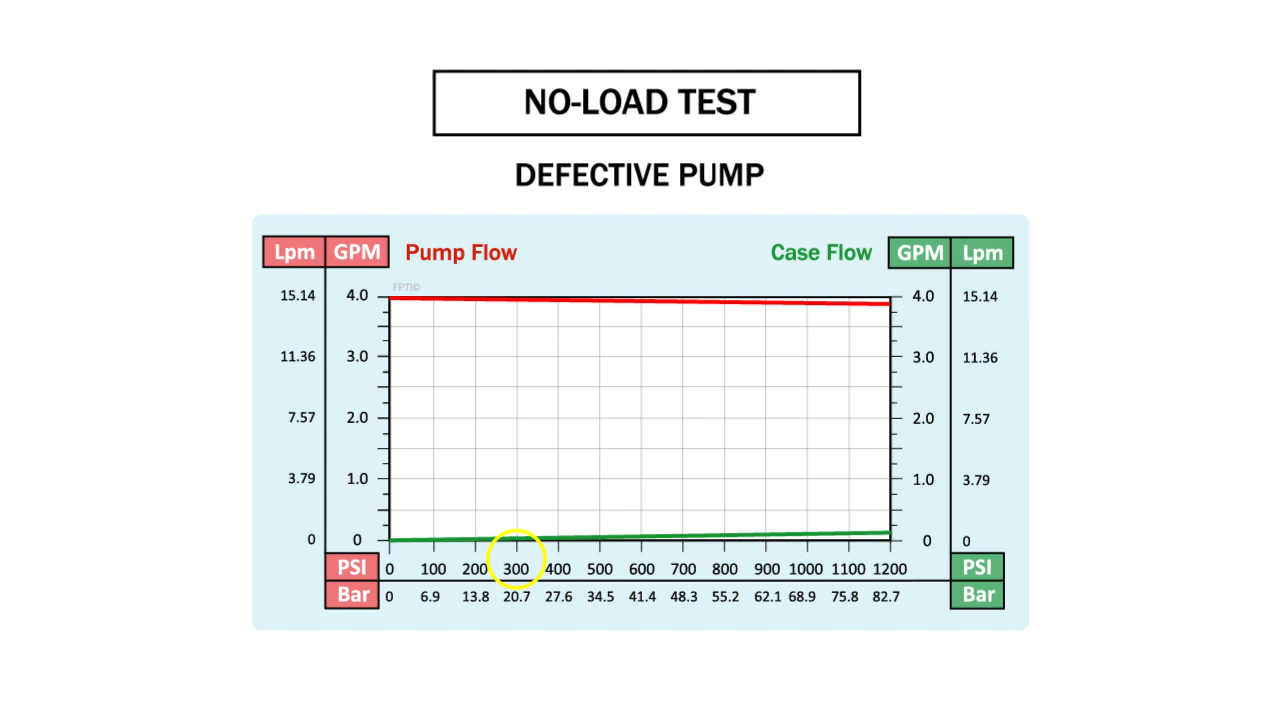 NO-LOAD TEST
DEFECTIVE PUMP
Lpm GPM Pump Flow Case Flow GPM Lpm
FPTI©
15.14 4.0 4.0 15.14
11.36 3.0 3.0 11.36
7.57 2.0 2.0 7.57
3.79 1.0 1.0 3.79
0 0 0 0
PSI 0 100 200 300 400 500 600 700 800 900 1000 1100 1200 PSI
Bar 0 6.9 13.8 20.7 27.6 34.5 41.4 48.3 55.2 62.1 68.9 75.8 82.7 Bar